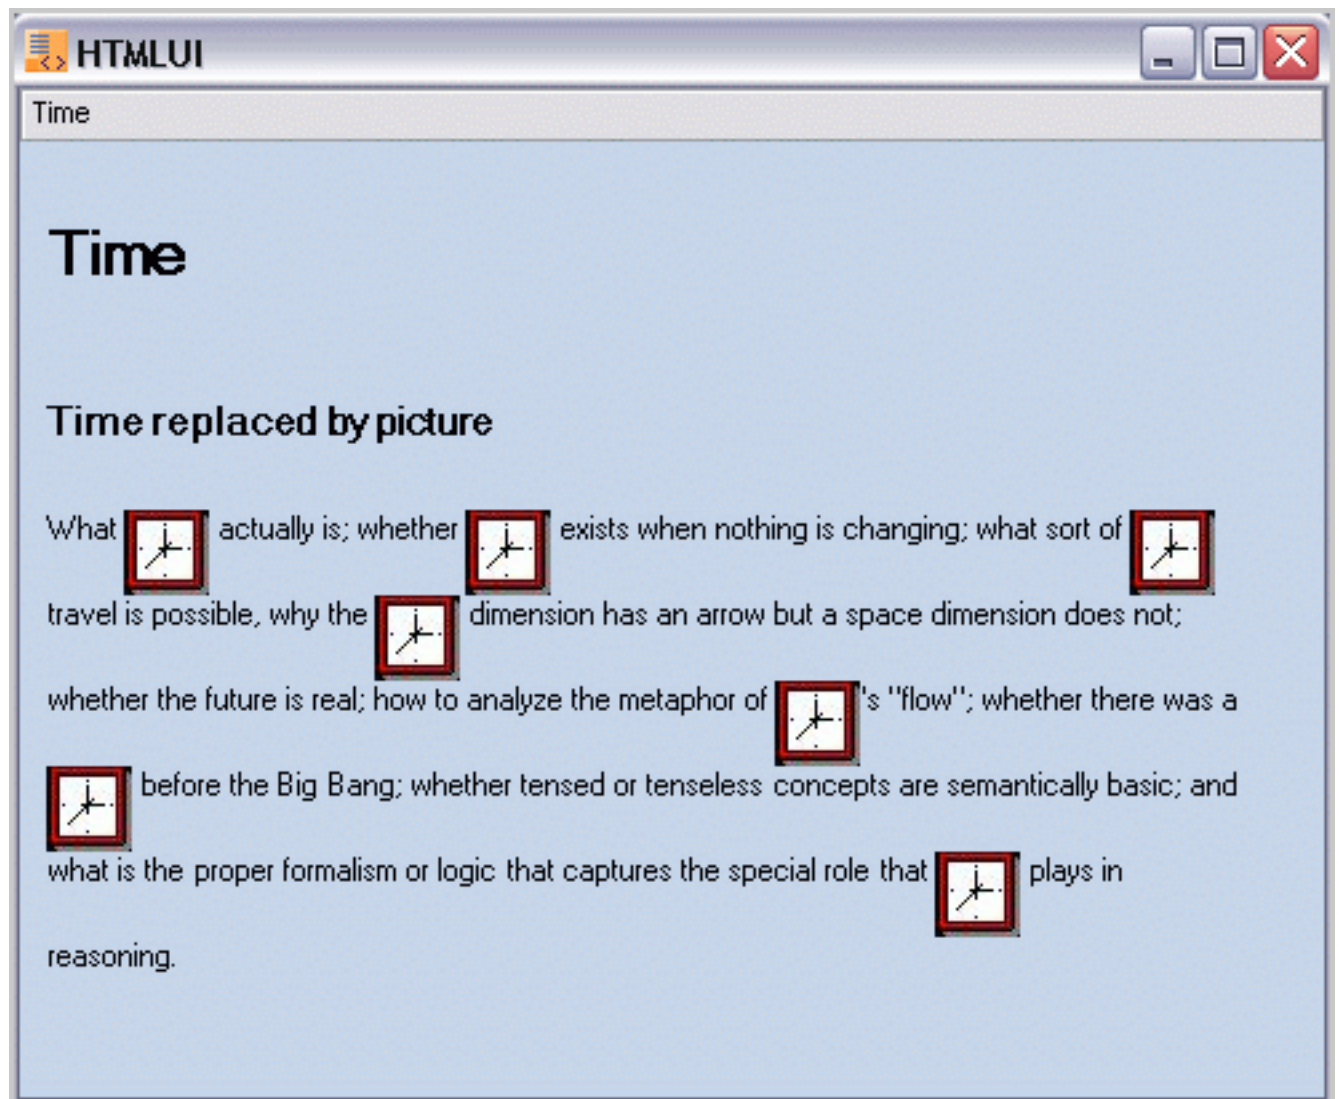 HTMLUI
Time
Time
Time replaced by picture
What actually is; whether exists when nothing is changing; what sort of
travel is possible, why the dimension has an arrow but a space dimension does not;
whether the future is real; how to analyze the metaphor of 's "flow"; whether there was a
before the Big Bang; whether tensed or tenseless concepts are semantically basic; and
what is the proper formalism or logic that captures the special role that plays in
reasoning.